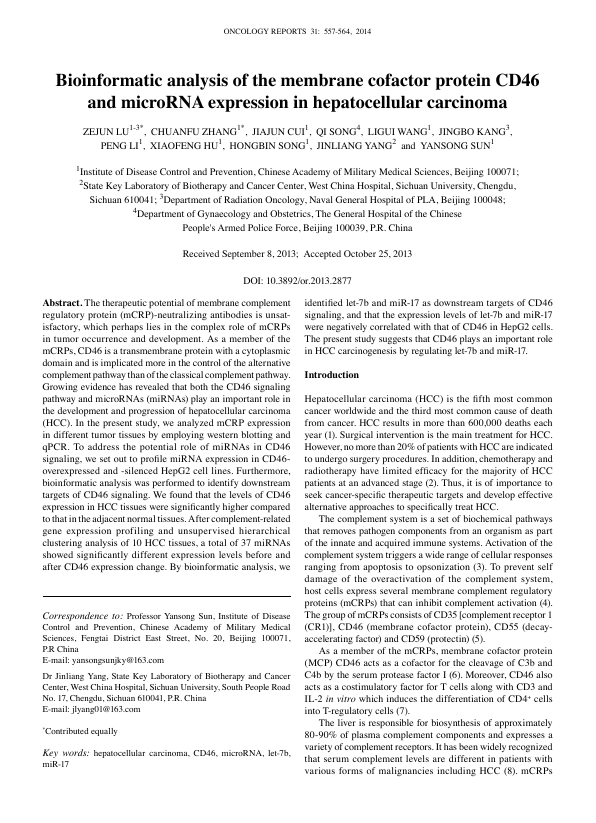 ONCOLOGY REPORTS 31: 557-564, 2014
Bioinformatic analysis of the membrane cofactor protein CD46
and microRNA expression in hepatocellular carcinoma
ZEJUN LU1-3*, CHUANFU ZHANG1*, JIAJUN CUI1, QI SONG4, LIGUI WANG1, JINGBO KANG3,
PENG LI1, XIAOFENG HU1, HONGBIN SONG1, JINLIANG YANG2 and YANSONG SUN1
1Institute of Disease Control and Prevention, Chinese Academy of Military Medical Sciences, Beijing 100071;
2State Key Laboratory of Biotherapy and Cancer Center, West China Hospital, Sichuan University, Chengdu,
Sichuan 610041; 3Department of Radiation Oncology, Naval General Hospital of PLA, Beijing 100048;
4Department of Gynaecology and Obstetrics, The General Hospital of the Chinese
People's Armed Police Force, Beijing 100039, P.R. China
Received September 8, 2013; Accepted October 25, 2013
DOI: 10.3892/or.2013.2877
Abstract. The therapeutic potential of membrane complement
regulatory protein (mCRP)-neutralizing antibodies is unsat-
isfactory, which perhaps lies in the complex role of mCRPs
in tumor occurrence and development. As a member of the
mCRPs, CD46 is a transmembrane protein with a cytoplasmic
domain and is implicated more in the control of the alternative
complement pathway than of the classical complement pathway.
Growing evidence has revealed that both the CD46 signaling
pathway and microRNAs (miRNAs) play an important role in
the development and progression of hepatocellular carcinoma
(HCC). In the present study, we analyzed mCRP expression
in different tumor tissues by employing western blotting and
qPCR. To address the potential role of miRNAs in CD46
signaling, we set out to profile miRNA expression in CD46-
overexpressed and -silenced HepG2 cell lines. Furthermore,
bioinformatic analysis was performed to identify downstream
targets of CD46 signaling. We found that the levels of CD46
expression in HCC tissues were significantly higher compared
to that in the adjacent normal tissues. After complement-related
gene expression profiling and unsupervised hierarchical
clustering analysis of 10 HCC tissues, a total of 37 miRNAs
showed significantly different expression levels before and
after CD46 expression change. By bioinformatic analysis, we
identified let-7b and miR-17 as downstream targets of CD46
signaling, and that the expression levels of let-7b and miR-17
were negatively correlated with that of CD46 in HepG2 cells.
The present study suggests that CD46 plays an important role
in HCC carcinogenesis by regulating let-7b and miR-17.
Introduction
Hepatocellular carcinoma (HCC) is the fifth most common
cancer worldwide and the third most common cause of death
from cancer. HCC results in more than 600,000 deaths each
year (1). Surgical intervention is the main treatment for HCC.
However, no more than 20% of patients with HCC are indicated
to undergo surgery procedures. In addition, chemotherapy and
radiotherapy have limited efficacy for the majority of HCC
patients at an advanced stage (2). Thus, it is of importance to
seek cancer-specific therapeutic targets and develop effective
alternative approaches to specifically treat HCC.
The complement system is a set of biochemical pathways
that removes pathogen components from an organism as part
of the innate and acquired immune systems. Activation of the
complement system triggers a wide range of cellular responses
ranging from apoptosis to opsonization (3). To prevent self
damage of the overactivation of the complement system,
host cells express several membrane complement regulatory
proteins (mCRPs) that can inhibit complement activation (4).
The group of mCRPs consists of CD35 [complement receptor 1
(CR1)], CD46 (membrane cofactor protein), CD55 (decay-
accelerating factor) and CD59 (protectin) (5).
As a member of the mCRPs, membrane cofactor protein
(MCP) CD46 acts as a cofactor for the cleavage of C3b and
C4b by the serum protease factor I (6). Moreover, CD46 also
acts as a costimulatory factor for T cells along with CD3 and
IL-2 in vitro which induces the differentiation of CD4+ cells
into T-regulatory cells (7).
The liver is responsible for biosynthesis of approximately
80-90% of plasma complement components and expresses a
variety of complement receptors. It has been widely recognized
that serum complement levels are different in patients with
various forms of malignancies including HCC (8). mCRPs
Correspondence to: Professor Yansong Sun, Institute of Disease
Control and Prevention, Chinese Academy of Military Medical
Sciences, Fengtai District East Street, No. 20, Beijing 100071,
P.R China
E-mail: yansongsunjky@163.com
Dr Jinliang Yang, State Key Laboratory of Biotherapy and Cancer
Center, West China Hospital, Sichuan University, South People Road
No. 17, Chengdu, Sichuan 610041, P.R. China
E-mail: jlyang01@163.com
*Contributed equally
Key words: hepatocellular carcinoma, CD46, microRNA, let-7b,
miR-17